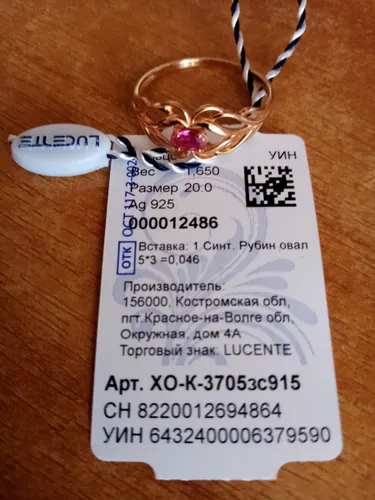 LUCENTE
УИН
Вес 1,650
Размер 20.0
Ag 925
000012486
ОТК
Вставка: 1 Синт. Рубин овал
5*3 =0,046
Производитель:
156000, Костромская обл,
пгт.Красное-на-Волге обл,
Окружная, дом 4А
Торговый знак: LUCENTE
Арт. ХО-К-3705зс915
СН 8220012694864
УИН 6432400006379590